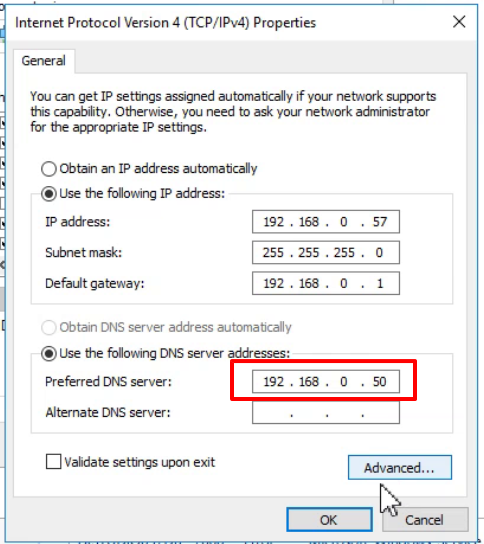 Internet Protocol Version 4 (TCP/IPv4) Properties
General
You can get IP settings assigned automatically if your network supports
this capability. Otherwise, you need to ask your network administrator
for the appropriate IP settings.
Obtain an IP address automatically
Use the following IP address:
IP address: 192 . 168 . 0 . 57
Subnet mask: 255 . 255 . 255 . 0
Default gateway: 192 . 168 . 0 . 1
Obtain DNS server address automatically
Use the following DNS server addresses:
Preferred DNS server: 192 . 168 . 0 . 50
Alternate DNS server: . . .
Validate settings upon exit
Advanced...
OK Cancel